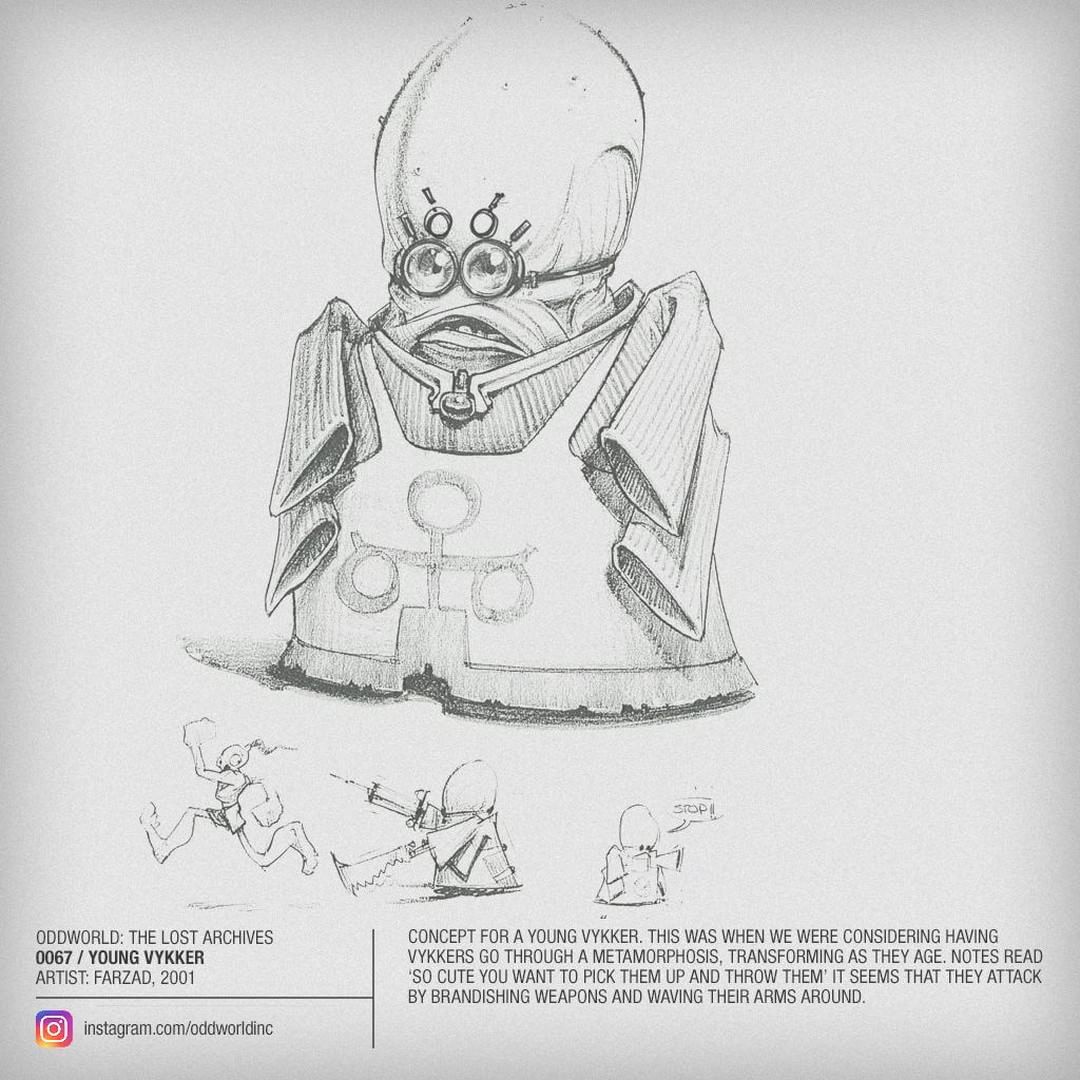 STOP!!
ODDWORLD: THE LOST ARCHIVES
0067 / YOUNG VYKKER
ARTIST: FARZAD, 2001
instagram.com/oddworldinc
CONCEPT FOR A YOUNG VYKKER. THIS WAS WHEN WE WERE CONSIDERING HAVING
VYKKERS GO THROUGH A METAMORPHOSIS, TRANSFORMING AS THEY AGE. NOTES READ
‘SO CUTE YOU WANT TO PICK THEM UP AND THROW THEM’ IT SEEMS THAT THEY ATTACK
BY BRANDISHING WEAPONS AND WAVING THEIR ARMS AROUND.